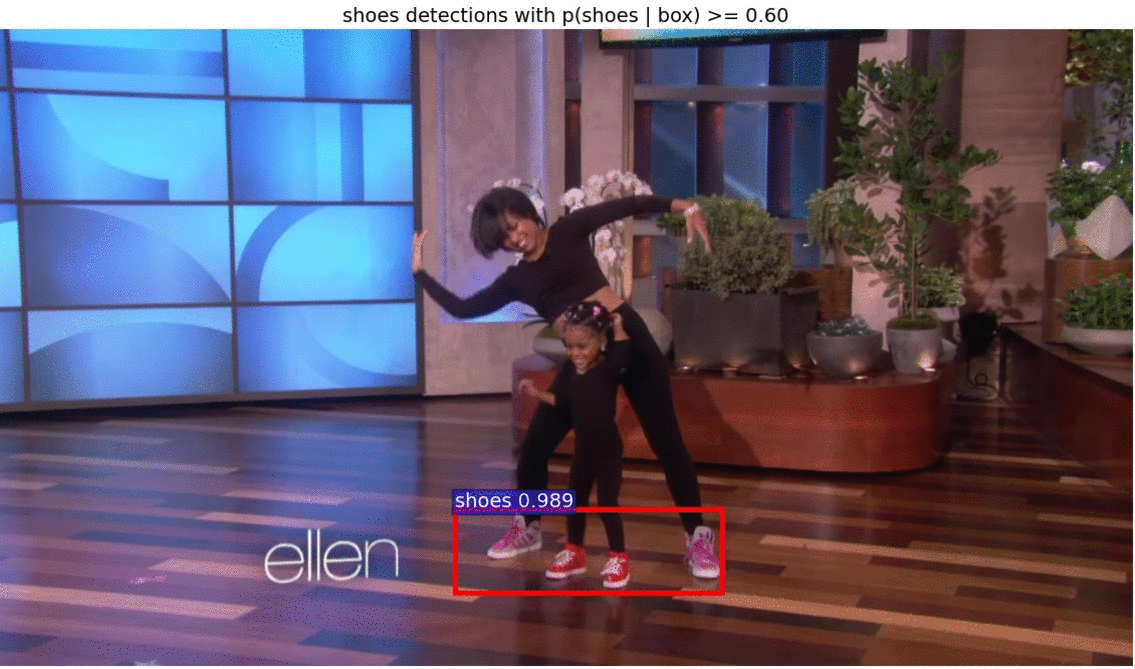 shoes detections with p(shoes | box) >= 0.60
shoes 0.989
ellen